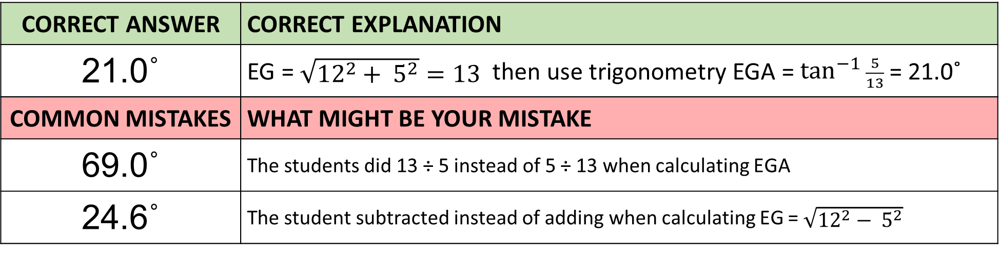 CORRECT ANSWER CORRECT EXPLANATION
21.0° EG = √(12² + 5²) = 13 then use trigonometry EGA = tan⁻¹ 5/13 = 21.0°
COMMON MISTAKES WHAT MIGHT BE YOUR MISTAKE
69.0° The students did 13 ÷ 5 instead of 5 ÷ 13 when calculating EGA
24.6° The student subtracted instead of adding when calculating EG = √(12² − 5²)